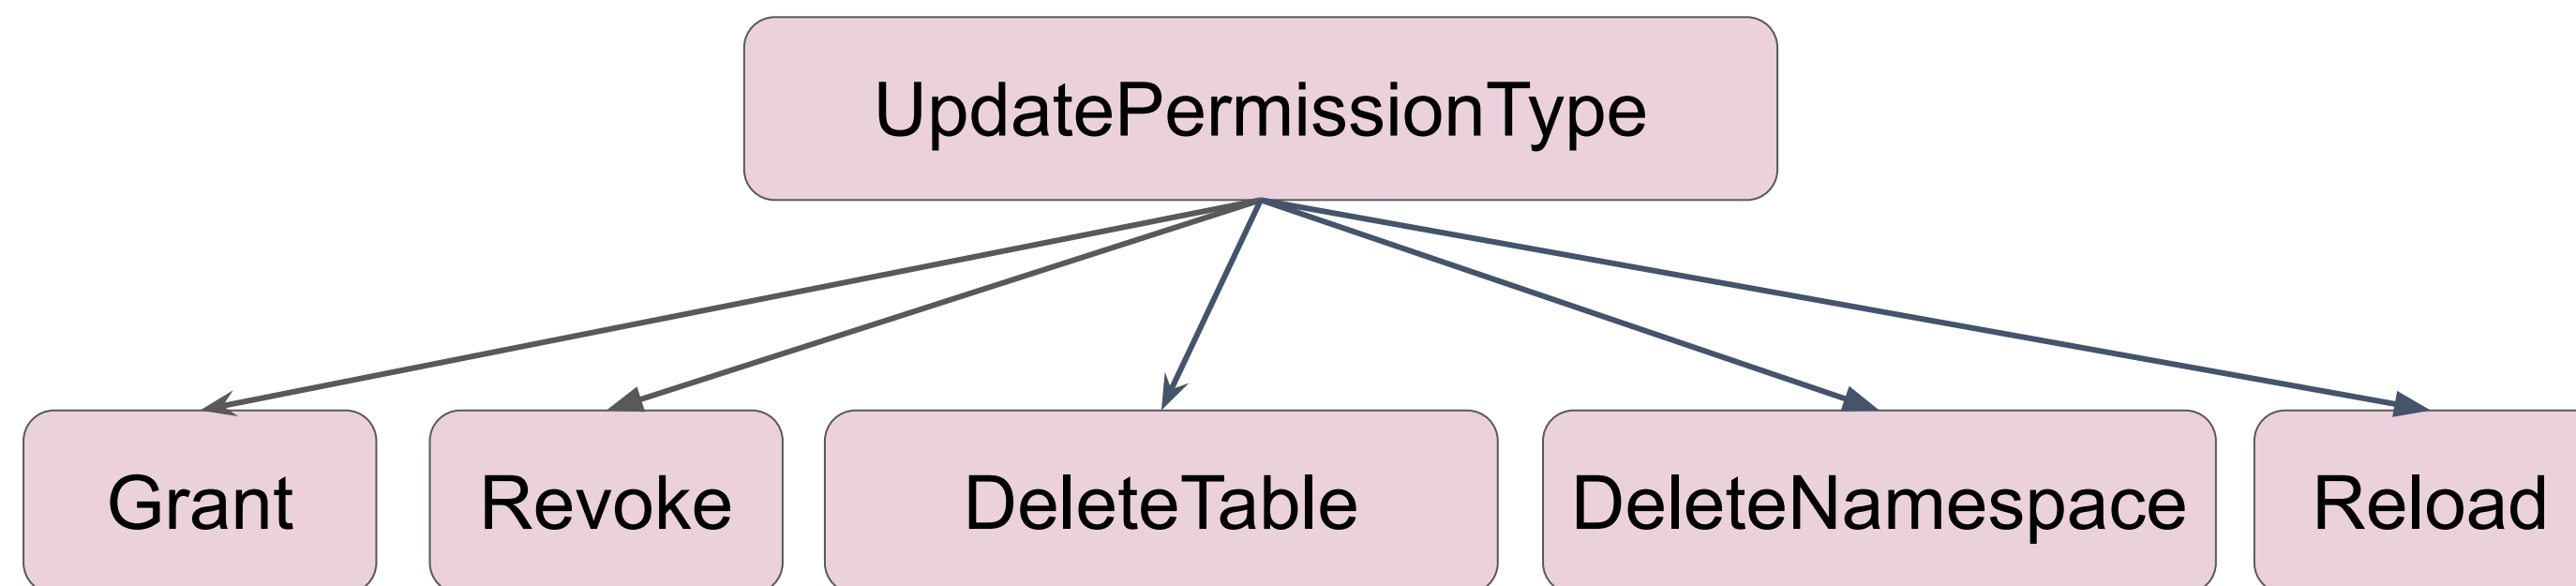 UpdatePermissionType
Grant
Revoke
DeleteTable
DeleteNamespace
Reload